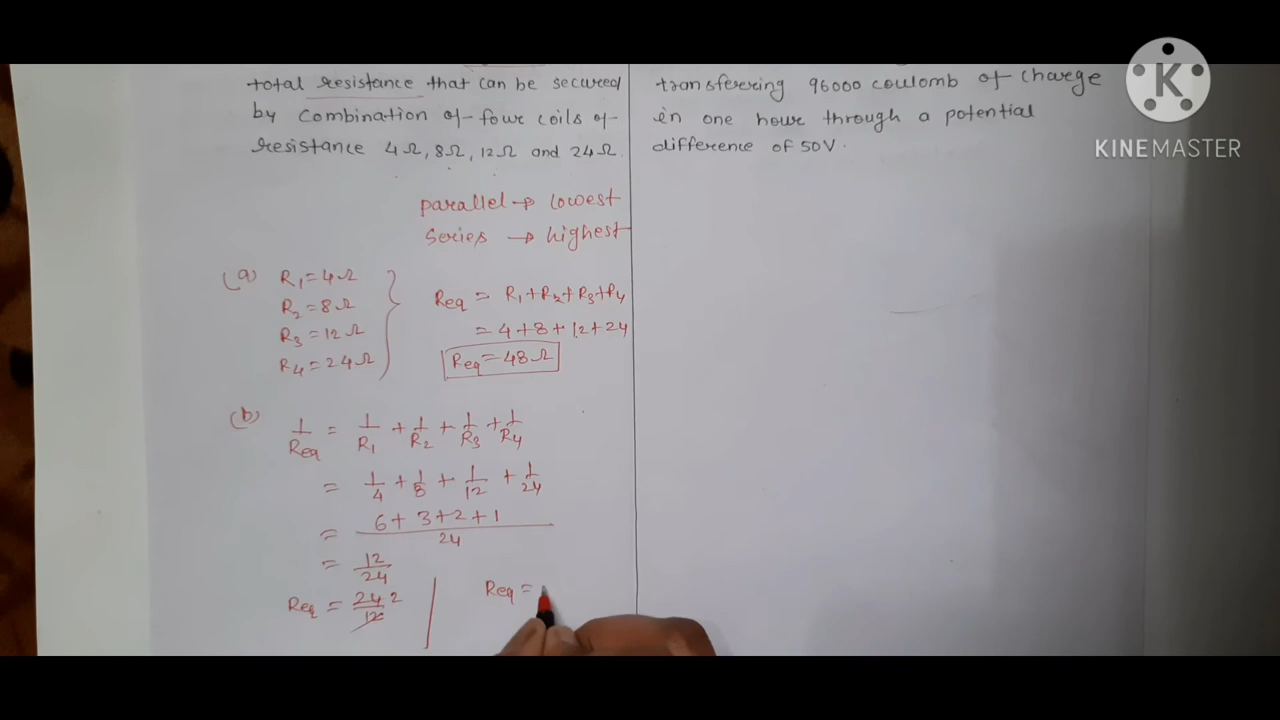 total resistance that can be secured
by combination of four coils of
resistance 4Ω, 8Ω, 12Ω and 24Ω.
parallel → lowest
series → highest
(a) R₁=4Ω
R₂=8Ω
R₃=12Ω
R₄=24Ω
Req = R₁+R₂+R₃+R₄
= 4+8+12+24
Req=48Ω
(b) 1/Req = 1/R₁ + 1/R₂ + 1/R₃ + 1/R₄
= 1/4 + 1/8 + 1/12 + 1/24
= 6+3+2+1/24
= 12/24
Req = 24/12 2
Req =
transferring 96000 coulomb of charge
in one hour through a potential
difference of 50V.
K
KINEMASTER